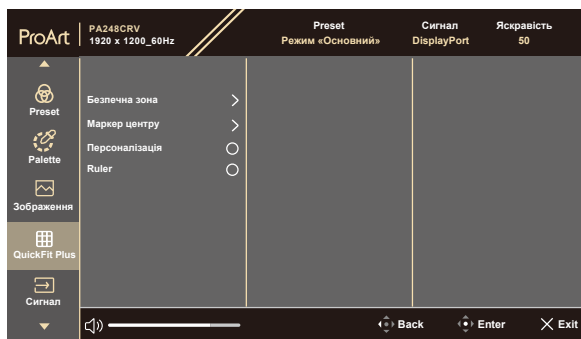 ProArt
PA248CRV
1920 x 1200_60Hz
Preset
Режим «Основний»
Сигнал
DisplayPort
Яскравість
50
Preset
Palette
Зображення
QuickFit Plus
Сигнал
Безпечна зона
Маркер центру
Персоналізація
Ruler
Back
Enter
Exit